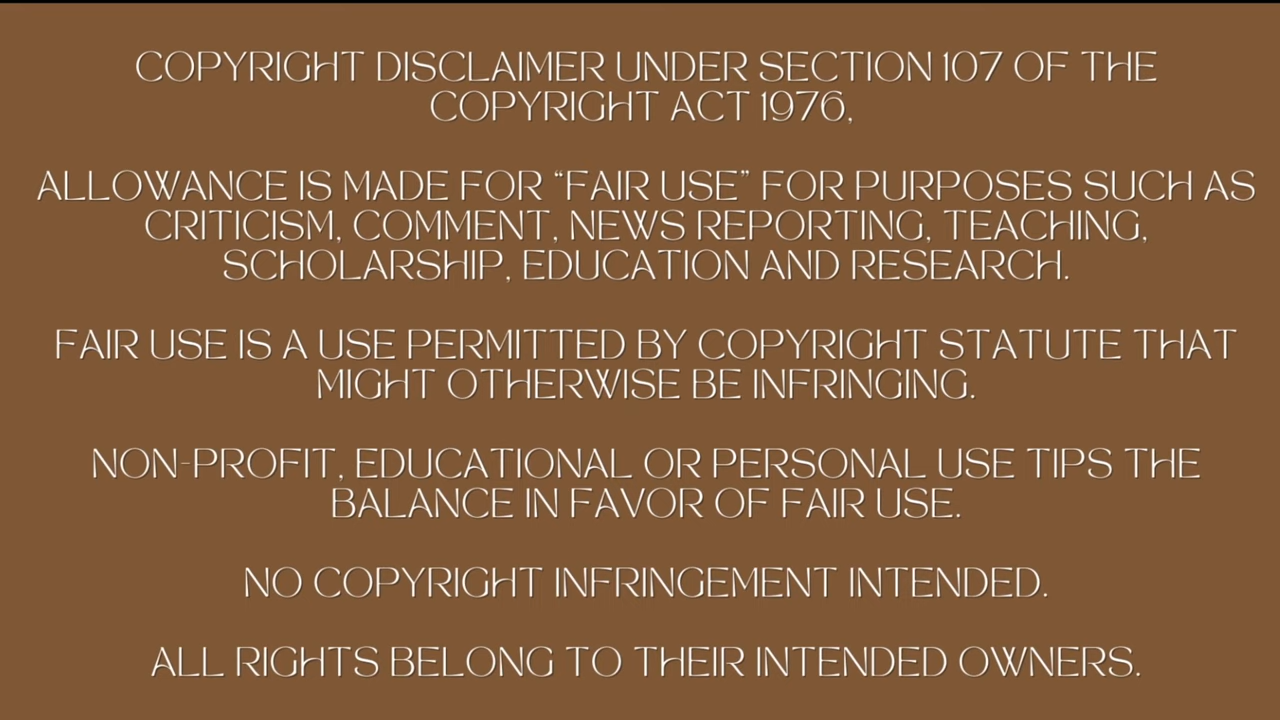 COPYRIGHT DISCLAIMER UNDER SECTION 107 OF THE
COPYRIGHT ACT 1976,
ALLOWANCE IS MADE FOR “FAIR USE” FOR PURPOSES SUCH AS
CRITICISM, COMMENT, NEWS REPORTING, TEACHING,
SCHOLARSHIP, EDUCATION AND RESEARCH.
FAIR USE IS A USE PERMITTED BY COPYRIGHT STATUTE THAT
MIGHT OTHERWISE BE INFRINGING.
NON-PROFIT, EDUCATIONAL OR PERSONAL USE TIPS THE
BALANCE IN FAVOR OF FAIR USE.
NO COPYRIGHT INFRINGEMENT INTENDED.
ALL RIGHTS BELONG TO THEIR INTENDED OWNERS.